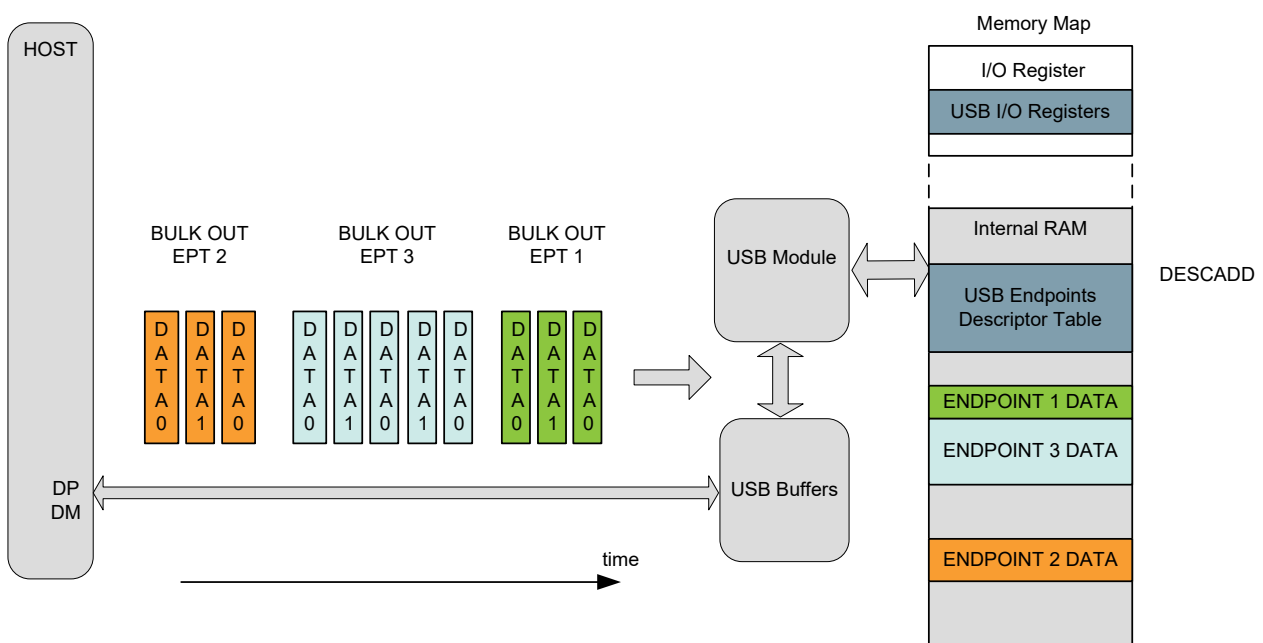 Memory Map
HOST
I/O Register
USB I/O Registers
BULK OUT
EPT 2
BULK OUT
EPT 3
BULK OUT
EPT 1
USB Module
Internal RAM
DESCADD
USB Endpoints
Descriptor Table
DATA0
DATA1
DATA0
DATA0
DATA1
DATA0
DATA1
DATA0
DATA0
DATA1
DATA0
ENDPOINT 1 DATA
ENDPOINT 3 DATA
DP
DM
USB Buffers
time
ENDPOINT 2 DATA